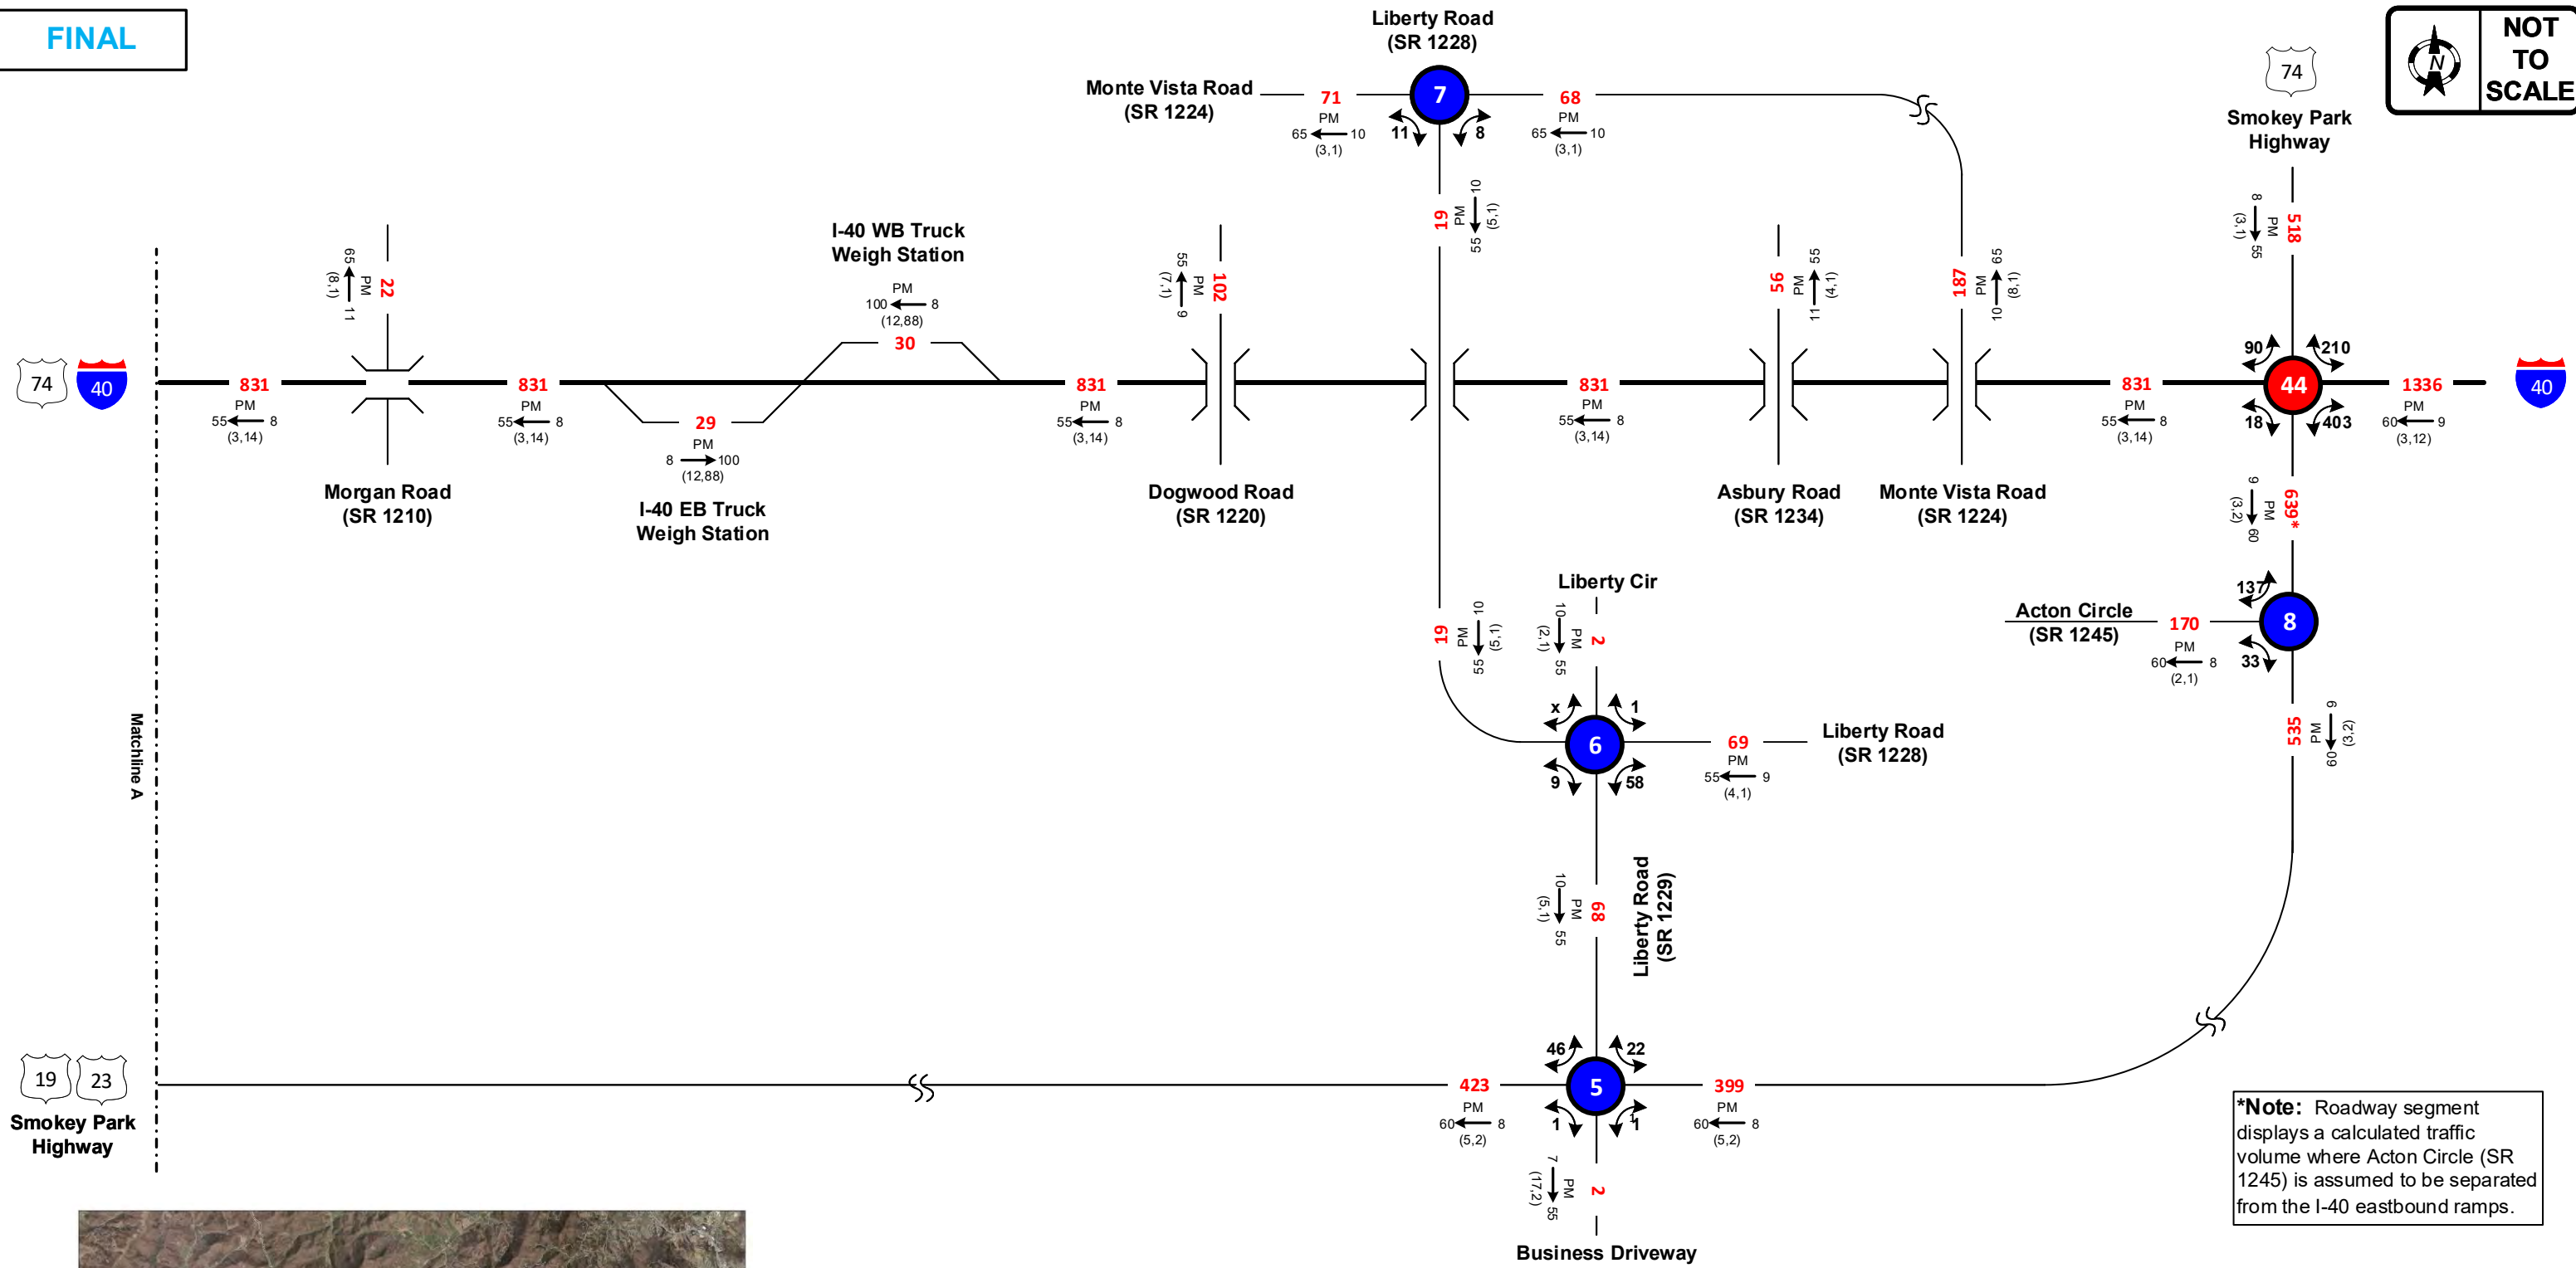 FINAL
NOT
TO
SCALE
N
Liberty Road
(SR 1228)
Monte Vista Road
(SR 1224)
71
PM
65 10
(3,1)
7
11
8
68
PM
65 10
(3,1)
19
PM
10 55
(5,1)
74
Smokey Park
Highway
518
PM
8 55
(3,1)
I-40 WB Truck
Weigh Station
PM
100 8
(12,88)
30
22
PM
11 65
(8,1)
102
PM
9 55
(7,1)
56
PM
11 55
(4,1)
187
PM
10 65
(8,1)
74
40
831
PM
55 8
(3,14)
831
PM
55 8
(3,14)
29
PM
8 100
(12,88)
831
PM
55 8
(3,14)
831
PM
55 8
(3,14)
831
PM
55 8
(3,14)
90
210
44
18
403
1336
PM
60 9
(3,12)
40
Morgan Road
(SR 1210)
I-40 EB Truck
Weigh Station
Dogwood Road
(SR 1220)
Asbury Road
(SR 1234)
Monte Vista Road
(SR 1224)
639*
PM
9 60
(3,2)
Liberty Cir
2
PM
10 55
(2,1)
19
PM
10 55
(5,1)
Acton Circle
(SR 1245)
170
PM
60 8
(2,1)
137
8
33
x
1
6
9
58
69
PM
55 9
(4,1)
Liberty Road
(SR 1228)
535
PM
9 60
(3,2)
Matchline A
68
PM
10 55
(5,1)
Liberty Road
(SR 1229)
19
23
Smokey Park
Highway
423
PM
60 8
(5,2)
46
22
5
1
1
1
399
PM
60 8
(5,2)
2
PM
7 55
(17,2)
Business Driveway
*Note: Roadway segment
displays a calculated traffic
volume where Acton Circle (SR
1245) is assumed to be separated
from the I-40 eastbound ramps.